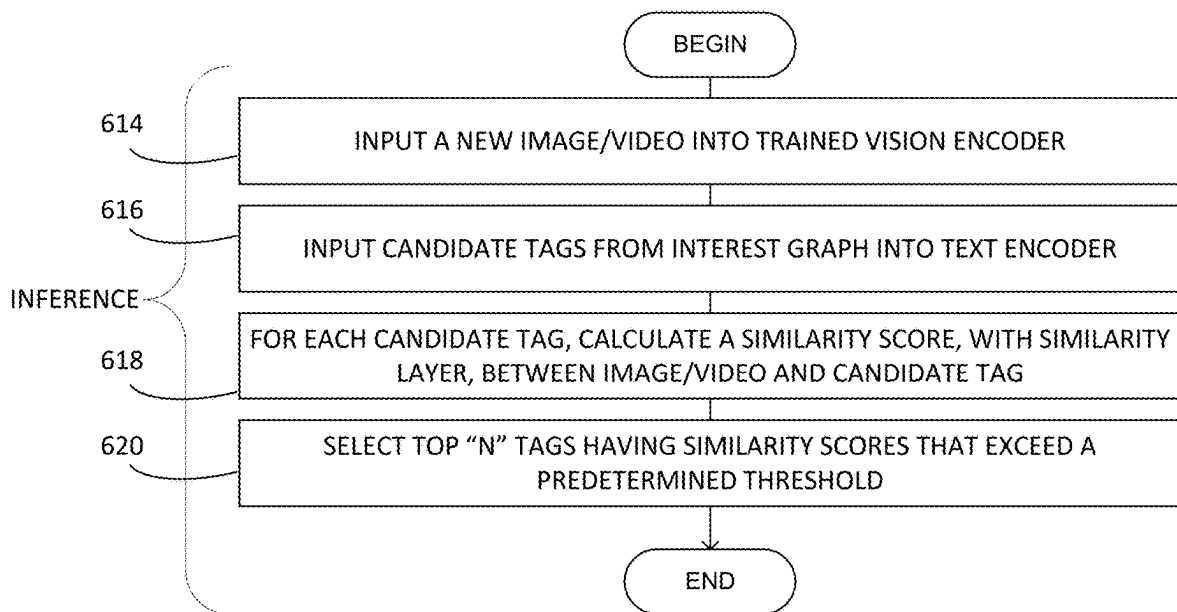 BEGIN
614
INPUT A NEW IMAGE/VIDEO INTO TRAINED VISION ENCODER
616
INPUT CANDIDATE TAGS FROM INTEREST GRAPH INTO TEXT ENCODER
INFERENCE
618
FOR EACH CANDIDATE TAG, CALCULATE A SIMILARITY SCORE, WITH SIMILARITY
LAYER, BETWEEN IMAGE/VIDEO AND CANDIDATE TAG
620
SELECT TOP “N” TAGS HAVING SIMILARITY SCORES THAT EXCEED A
PREDETERMINED THRESHOLD
END